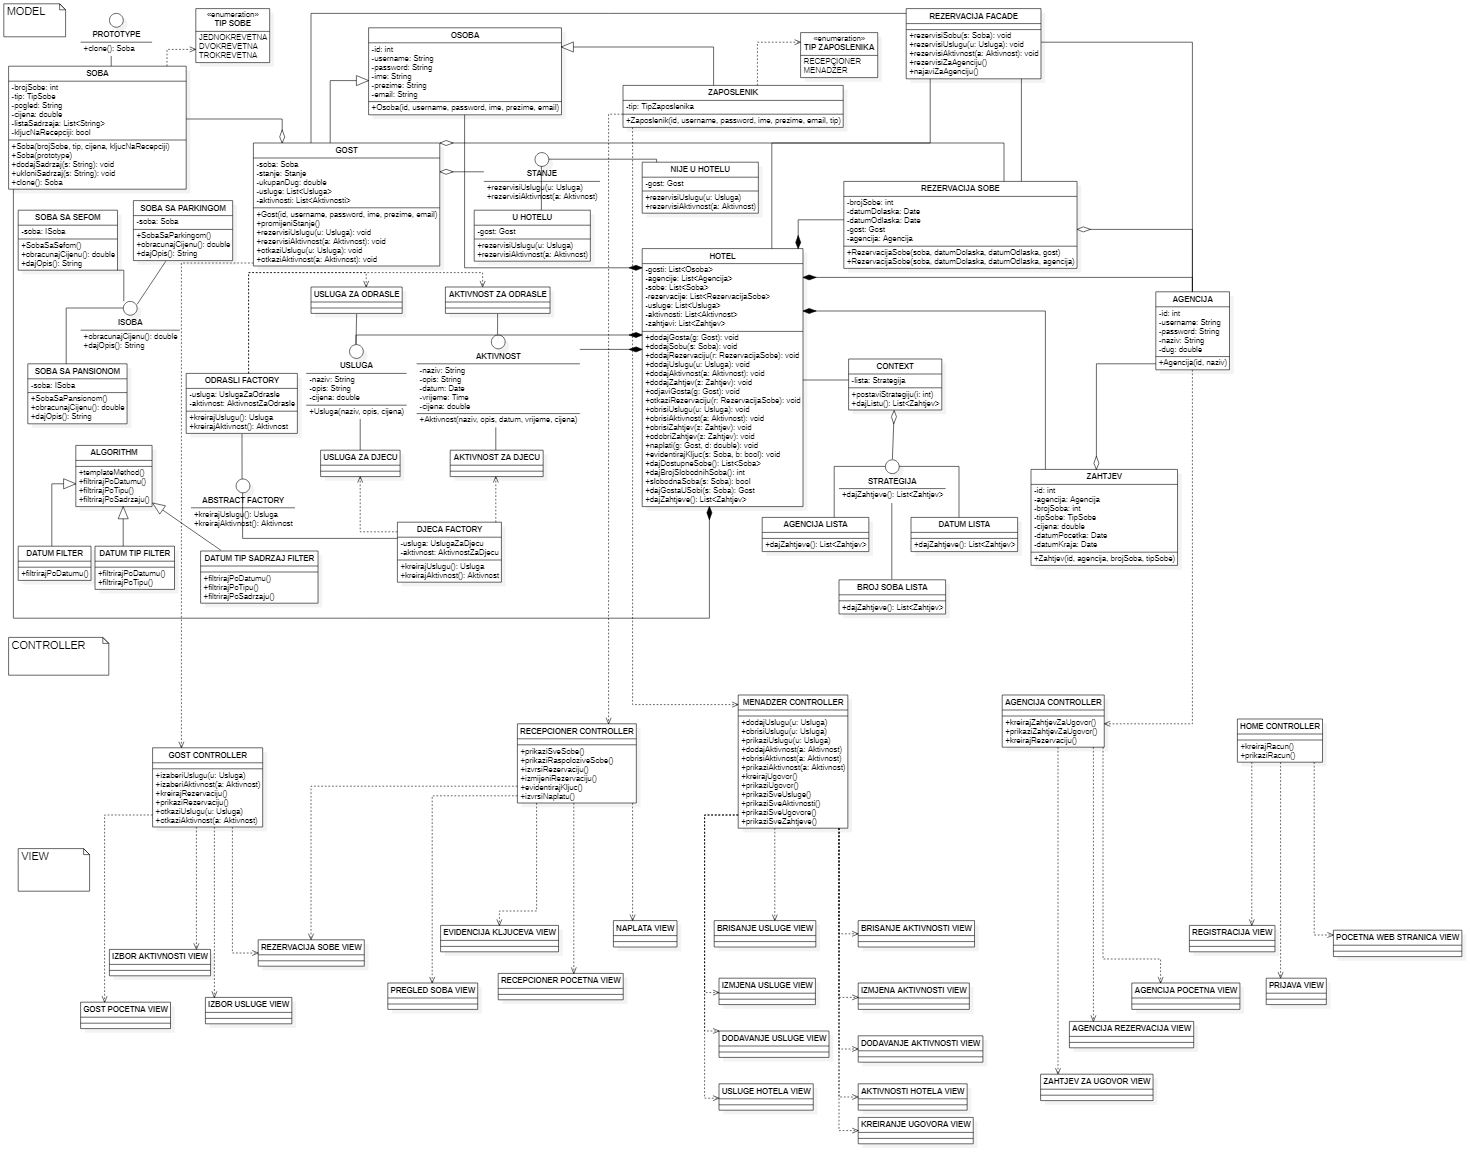 MODEL
PROTOTYPE
+clone(): Soba
«enumeration»
TIP SOBE
JEDNOKREVETNA
DVOKREVETNA
TROKREVETNA
SOBA
-brojSobe: int
-tip: TipSobe
-pogled: String
-cijena: double
-listaSadrzaja: List<String>
-kljucNaRecepciji: bool
+Soba(brojSobe, tip, cijena, kljucNaRecepciji)
+Soba(prototype)
+dodajSadrzaj(s: String): void
+ukloniSadrzaj(s: String): void
+clone(): Soba
OSOBA
-id: int
-username: String
-password: String
-ime: String
-prezime: String
-email: String
+Osoba(id, username, password, ime, prezime, email)
«enumeration»
TIP ZAPOSLENIKA
RECEPCIONER
MENADZER
ZAPOSLENIK
-tip: TipZaposlenika
+Zaposlenik(id, username, password, ime, prezime, email, tip)
REZERVACIJA FACADE
+rezervisiSobu(s: Soba): void
+rezervisiUslugu(u: Usluga): void
+rezervisiAktivnost(a: Aktivnost): void
+rezervisiZaAgenciju()
+najaviZaAgenciju()
GOST
-soba: Soba
-stanje: Stanje
-ukupanDug: double
-usluge: List<Usluga>
-aktivnosti: List<Aktivnosti>
+Gost(id, username, password, ime, prezime, email)
+promijeniStanje()
+rezervisiUslugu(u: Usluga): void
+rezervisiAktivnost(a: Aktivnost): void
+otkaziUslugu(u: Usluga): void
+otkaziAktivnost(a: Aktivnost): void
STANJE
+rezervisiUslugu(u: Usluga)
+rezervisiAktivnost(a: Aktivnost)
NIJE U HOTELU
-gost: Gost
+rezervisiUslugu(u: Usluga)
+rezervisiAktivnost(a: Aktivnost)
U HOTELU
-gost: Gost
+rezervisiUslugu(u: Usluga)
+rezervisiAktivnost(a: Aktivnost)
REZERVACIJA SOBE
-brojSobe: int
-datumDolaska: Date
-datumOdlaska: Date
-gost: Gost
-agencija: Agencija
+RezervacijaSobe(soba, datumDolaska, datumOdlaska, gost)
+RezervacijaSobe(soba, datumDolaska, datumOdlaska, agencija)
SOBA SA SEFOM
-soba: ISoba
+SobaSaSefom()
+obracunajCijenu(): double
+dajOpis(): String
SOBA SA PARKINGOM
-soba: Soba
+SobaSaParkingom()
+obracunajCijenu(): double
+dajOpis(): String
ISOBA
+obracunajCijenu(): double
+dajOpis(): String
SOBA SA PANSIONOM
-soba: ISoba
+SobaSaPansionom()
+obracunajCijenu(): double
+dajOpis(): String
USLUGA ZA ODRASLE
AKTIVNOST ZA ODRASLE
USLUGA
-naziv: String
-opis: String
-cijena: double
+Usluga(naziv, opis, cijena)
AKTIVNOST
-naziv: String
-opis: String
-datum: Date
-vrijeme: Time
-cijena: double
+Aktivnost(naziv, opis, datum, vrijeme, cijena)
HOTEL
-gosti: List<Osoba>
-agencije: List<Agencija>
-sobe: List<Soba>
-rezervacije: List<RezervacijaSobe>
-usluge: List<Usluga>
-aktivnosti: List<Aktivnost>
-zahtjevi: List<Zahtjev>
+dodajGosta(g: Gost): void
+dodajSobu(s: Soba): void
+dodajRezervaciju(r: RezervacijaSobe): void
+dodajUslugu(u: Usluga): void
+dodajAktivnost(a: Aktivnost): void
+dodajZahtjev(z: Zahtjev): void
+odjaviGosta(g: Gost): void
+otkaziRezervaciju(r: RezervacijaSobe): void
+obrisiUslugu(u: Usluga): void
+obrisiAktivnost(a: Aktivnost): void
+obrisiZahtjev(z: Zahtjev): void
+odobriZahtjev(z: Zahtjev): void
+naplati(g: Gost, d: double): void
+evidentirajKljuc(s: Soba, b: bool): void
+dajDostupneSobe(): List<Soba>
+dajBrojSlobodnihSoba(): int
+slobodnaSoba(s: Soba): bool
+dajGostaUSobi(s: Soba): Gost
+dajZahtjeve(): List<Zahtjev>
AGENCIJA
-id: int
-username: String
-password: String
-naziv: String
-dug: double
+Agencija(id, naziv)
CONTEXT
-lista: Strategija
+postaviStrategiju(i: int)
+dajListu(): List<Zahtjev>
STRATEGIJA
+dajZahtjeve(): List<Zahtjev>
AGENCIJA LISTA
+dajZahtjeve(): List<Zahtjev>
DATUM LISTA
+dajZahtjeve(): List<Zahtjev>
BROJ SOBA LISTA
+dajZahtjeve(): List<Zahtjev>
ZAHTJEV
-id: int
-agencija: Agencija
-brojSoba: int
-tipSobe: TipSobe
-cijena: double
-datumPocetka: Date
-datumKraja: Date
+Zahtjev(id, agencija, brojSoba, tipSobe)
ODRASLI FACTORY
-usluga: UslugaZaOdrasle
-aktivnost: AktivnostZaOdrasle
+kreirajUslugu(): Usluga
+kreirajAktivnost(): Aktivnost
ABSTRACT FACTORY
+kreirajUslugu(): Usluga
+kreirajAktivnost(): Aktivnost
USLUGA ZA DJECU
AKTIVNOST ZA DJECU
DJECA FACTORY
-usluga: UslugaZaDjecu
-aktivnost: AktivnostZaDjecu
+kreirajUslugu(): Usluga
+kreirajAktivnost(): Aktivnost
ALGORITHM
+templateMethod()
+filtrirajPoDatumu()
+filtrirajPoTipu()
+filtrirajPoSadrzaju()
DATUM FILTER
+filtrirajPoDatumu()
DATUM TIP FILTER
+filtrirajPoDatumu()
+filtrirajPoTipu()
DATUM TIP SADRZAJ FILTER
+filtrirajPoDatumu()
+filtrirajPoTipu()
+filtrirajPoSadrzaju()
CONTROLLER
GOST CONTROLLER
+izaberiUslugu(u: Usluga)
+izaberiAktivnost(a: Aktivnost)
+kreirajRezervaciju()
+prikaziRezervaciju()
+otkaziUslugu(u: Usluga)
+otkaziAktivnost(a: Aktivnost)
RECEPCIONER CONTROLLER
+prikaziSveSobe()
+prikaziRaspoloziveSobe()
+izvrsiRezervaciju()
+izmijeniRezervaciju()
+evidentirajKljuc()
+izvrsiNaplatu()
MENADZER CONTROLLER
+dodajUslugu(u: Usluga)
+obrisiUslugu(u: Usluga)
+prikaziUslugu(u: Usluga)
+dodajAktivnost(a: Aktivnost)
+obrisiAktivnost(a: Aktivnost)
+prikaziAktivnost(a: Aktivnost)
+kreirajUgovor()
+prikaziUgovor()
+prikaziSveUsluge()
+prikaziSveAktivnosti()
+prikaziSveUgovore()
+prikaziSveZahtjeve()
AGENCIJA CONTROLLER
+kreirajZahtjevZaUgovor()
+prikaziZahtjevZaUgovor()
+kreirajRezervaciju()
HOME CONTROLLER
+kreirajRacun()
+prikaziRacun()
VIEW
IZBOR AKTIVNOSTI VIEW
REZERVACIJA SOBE VIEW
GOST POCETNA VIEW
IZBOR USLUGE VIEW
EVIDENCIJA KLJUCEVA VIEW
NAPLATA VIEW
PREGLED SOBA VIEW
RECEPCIONER POCETNA VIEW
BRISANJE USLUGE VIEW
BRISANJE AKTIVNOSTI VIEW
IZMJENA USLUGE VIEW
IZMJENA AKTIVNOSTI VIEW
DODAVANJE USLUGE VIEW
DODAVANJE AKTIVNOSTI VIEW
USLUGE HOTELA VIEW
AKTIVNOSTI HOTELA VIEW
KREIRANJE UGOVORA VIEW
REGISTRACIJA VIEW
POCETNA WEB STRANICA VIEW
AGENCIJA POCETNA VIEW
PRIJAVA VIEW
AGENCIJA REZERVACIJA VIEW
ZAHTJEV ZA UGOVOR VIEW